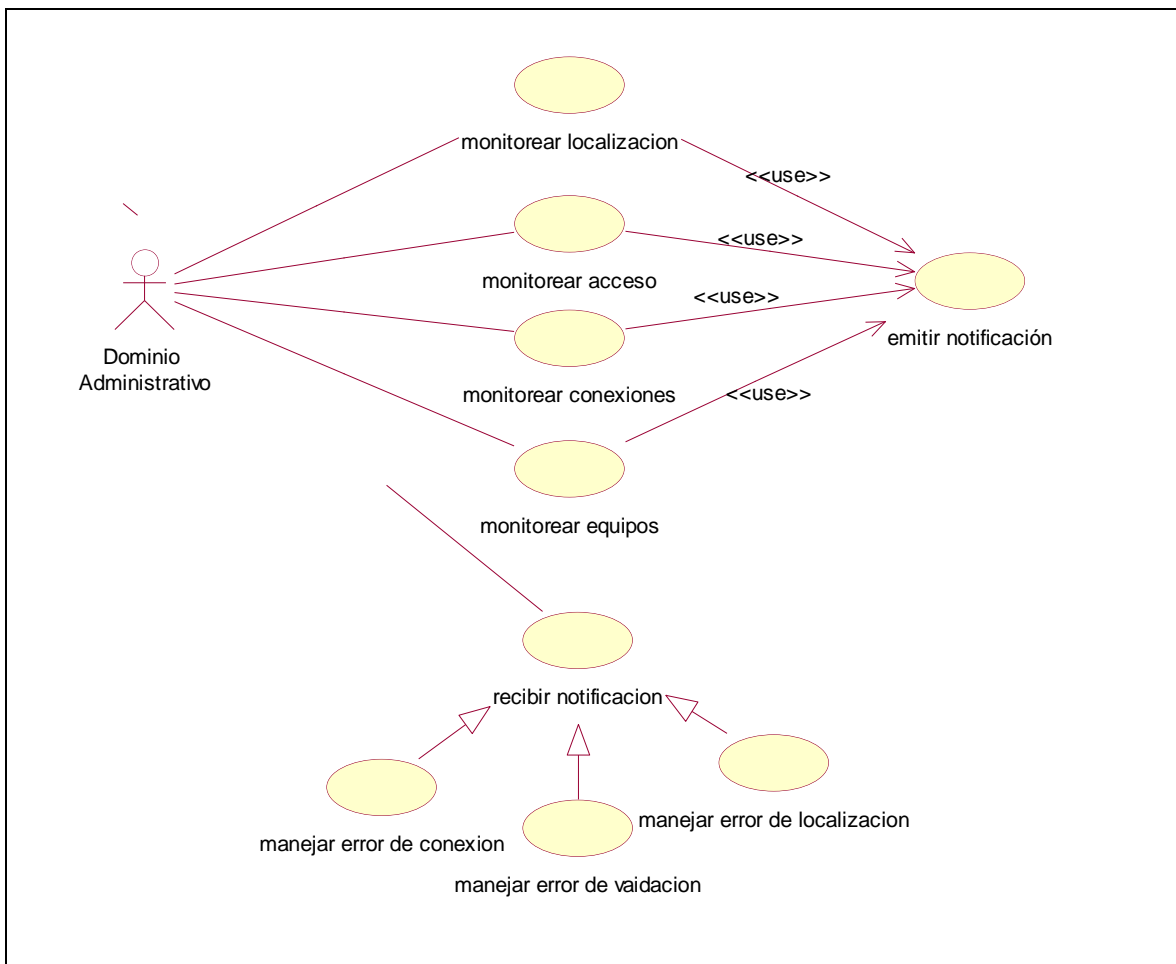 monitorear localizacion
<<use>>
<<use>>
monitorear acceso
<<use>>
emitir notificación
Dominio
Administrativo
monitorear conexiones
<<use>>
monitorear equipos
recibir notificacion
manejar error de localizacion
manejar error de conexion
manejar error de vaidacion